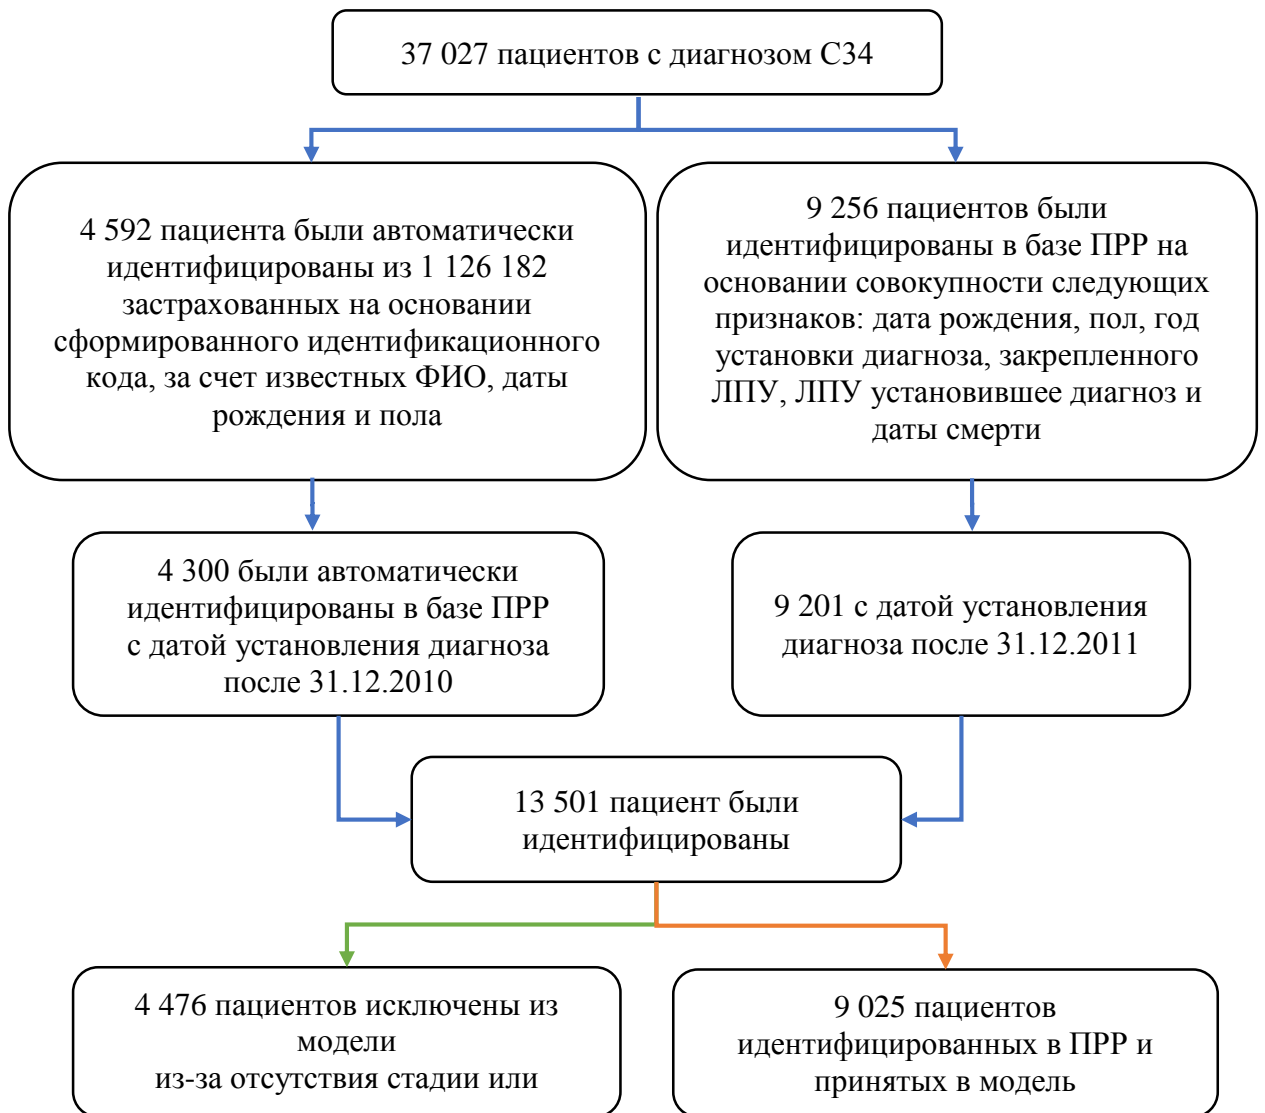 37 027 пациентов с диагнозом С34
4 592 пациента были автоматически
идентифицированы из 1 126 182
застрахованных на основании
сформированного идентификационного
кода, за счет известных ФИО, даты
рождения и пола
9 256 пациентов были
идентифицированы в базе ПРР на
основании совокупности следующих
признаков: дата рождения, пол, год
установки диагноза, закрепленного
ЛПУ, ЛПУ установившее диагноз и
даты смерти
4 300 были автоматически
идентифицированы в базе ПРР
с датой установления диагноза
после 31.12.2010
9 201 с датой установления
диагноза после 31.12.2011
13 501 пациент были
идентифицированы
4 476 пациентов исключены из
модели
из-за отсутствия стадии или
9 025 пациентов
идентифицированных в ПРР и
принятых в модель